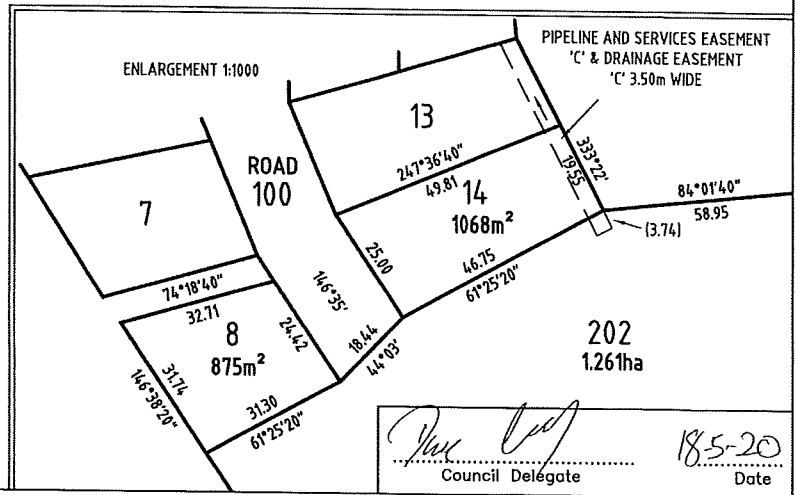 ENLARGEMENT 1:1000
PIPELINE AND SERVICES EASEMENT
'C' & DRAINAGE EASEMENT
'C' 3.50m WIDE
13
ROAD
100
247°36'40"
49.81
333°22'
19.55
7
14
1068m²
84°01'40"
58.95
(3.74)
25.00
46.75
61°25'20"
74°18'40"
32.71
146°35'
8
875m²
24.42
18.44
44°03'
202
1.261ha
31.74
146°38'20"
31.30
61°25'20"
18-5-20
Council Delegate
Date